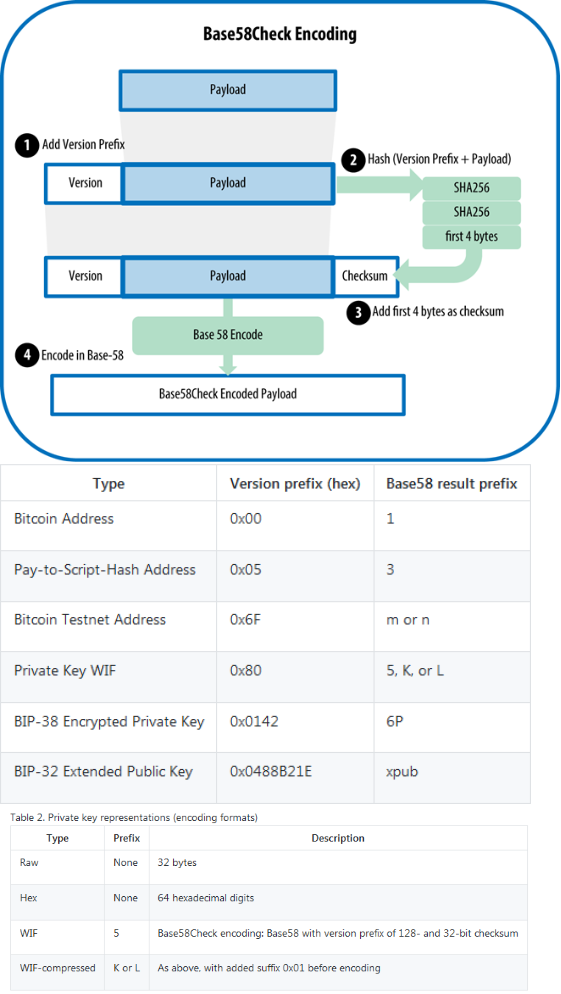 Base58Check Encoding
Payload
1 Add Version Prefix
Version Payload
2 Hash (Version Prefix + Payload)
SHA256
SHA256
first 4 bytes
Version Payload Checksum
3 Add first 4 bytes as checksum
Base 58 Encode
4 Encode in Base-58
Base58Check Encoded Payload
Type Version prefix (hex) Base58 result prefix
Bitcoin Address 0x00 1
Pay-to-Script-Hash Address 0x05 3
Bitcoin Testnet Address 0x6F m or n
Private Key WIF 0x80 5, K, or L
BIP-38 Encrypted Private Key 0x0142 6P
BIP-32 Extended Public Key 0x0488B21E xpub
Table 2. Private key representations (encoding formats)
Type Prefix Description
Raw None 32 bytes
Hex None 64 hexadecimal digits
WIF 5 Base58Check encoding: Base58 with version prefix of 128- and 32-bit checksum
WIF-compressed K or L As above, with added suffix 0x01 before encoding